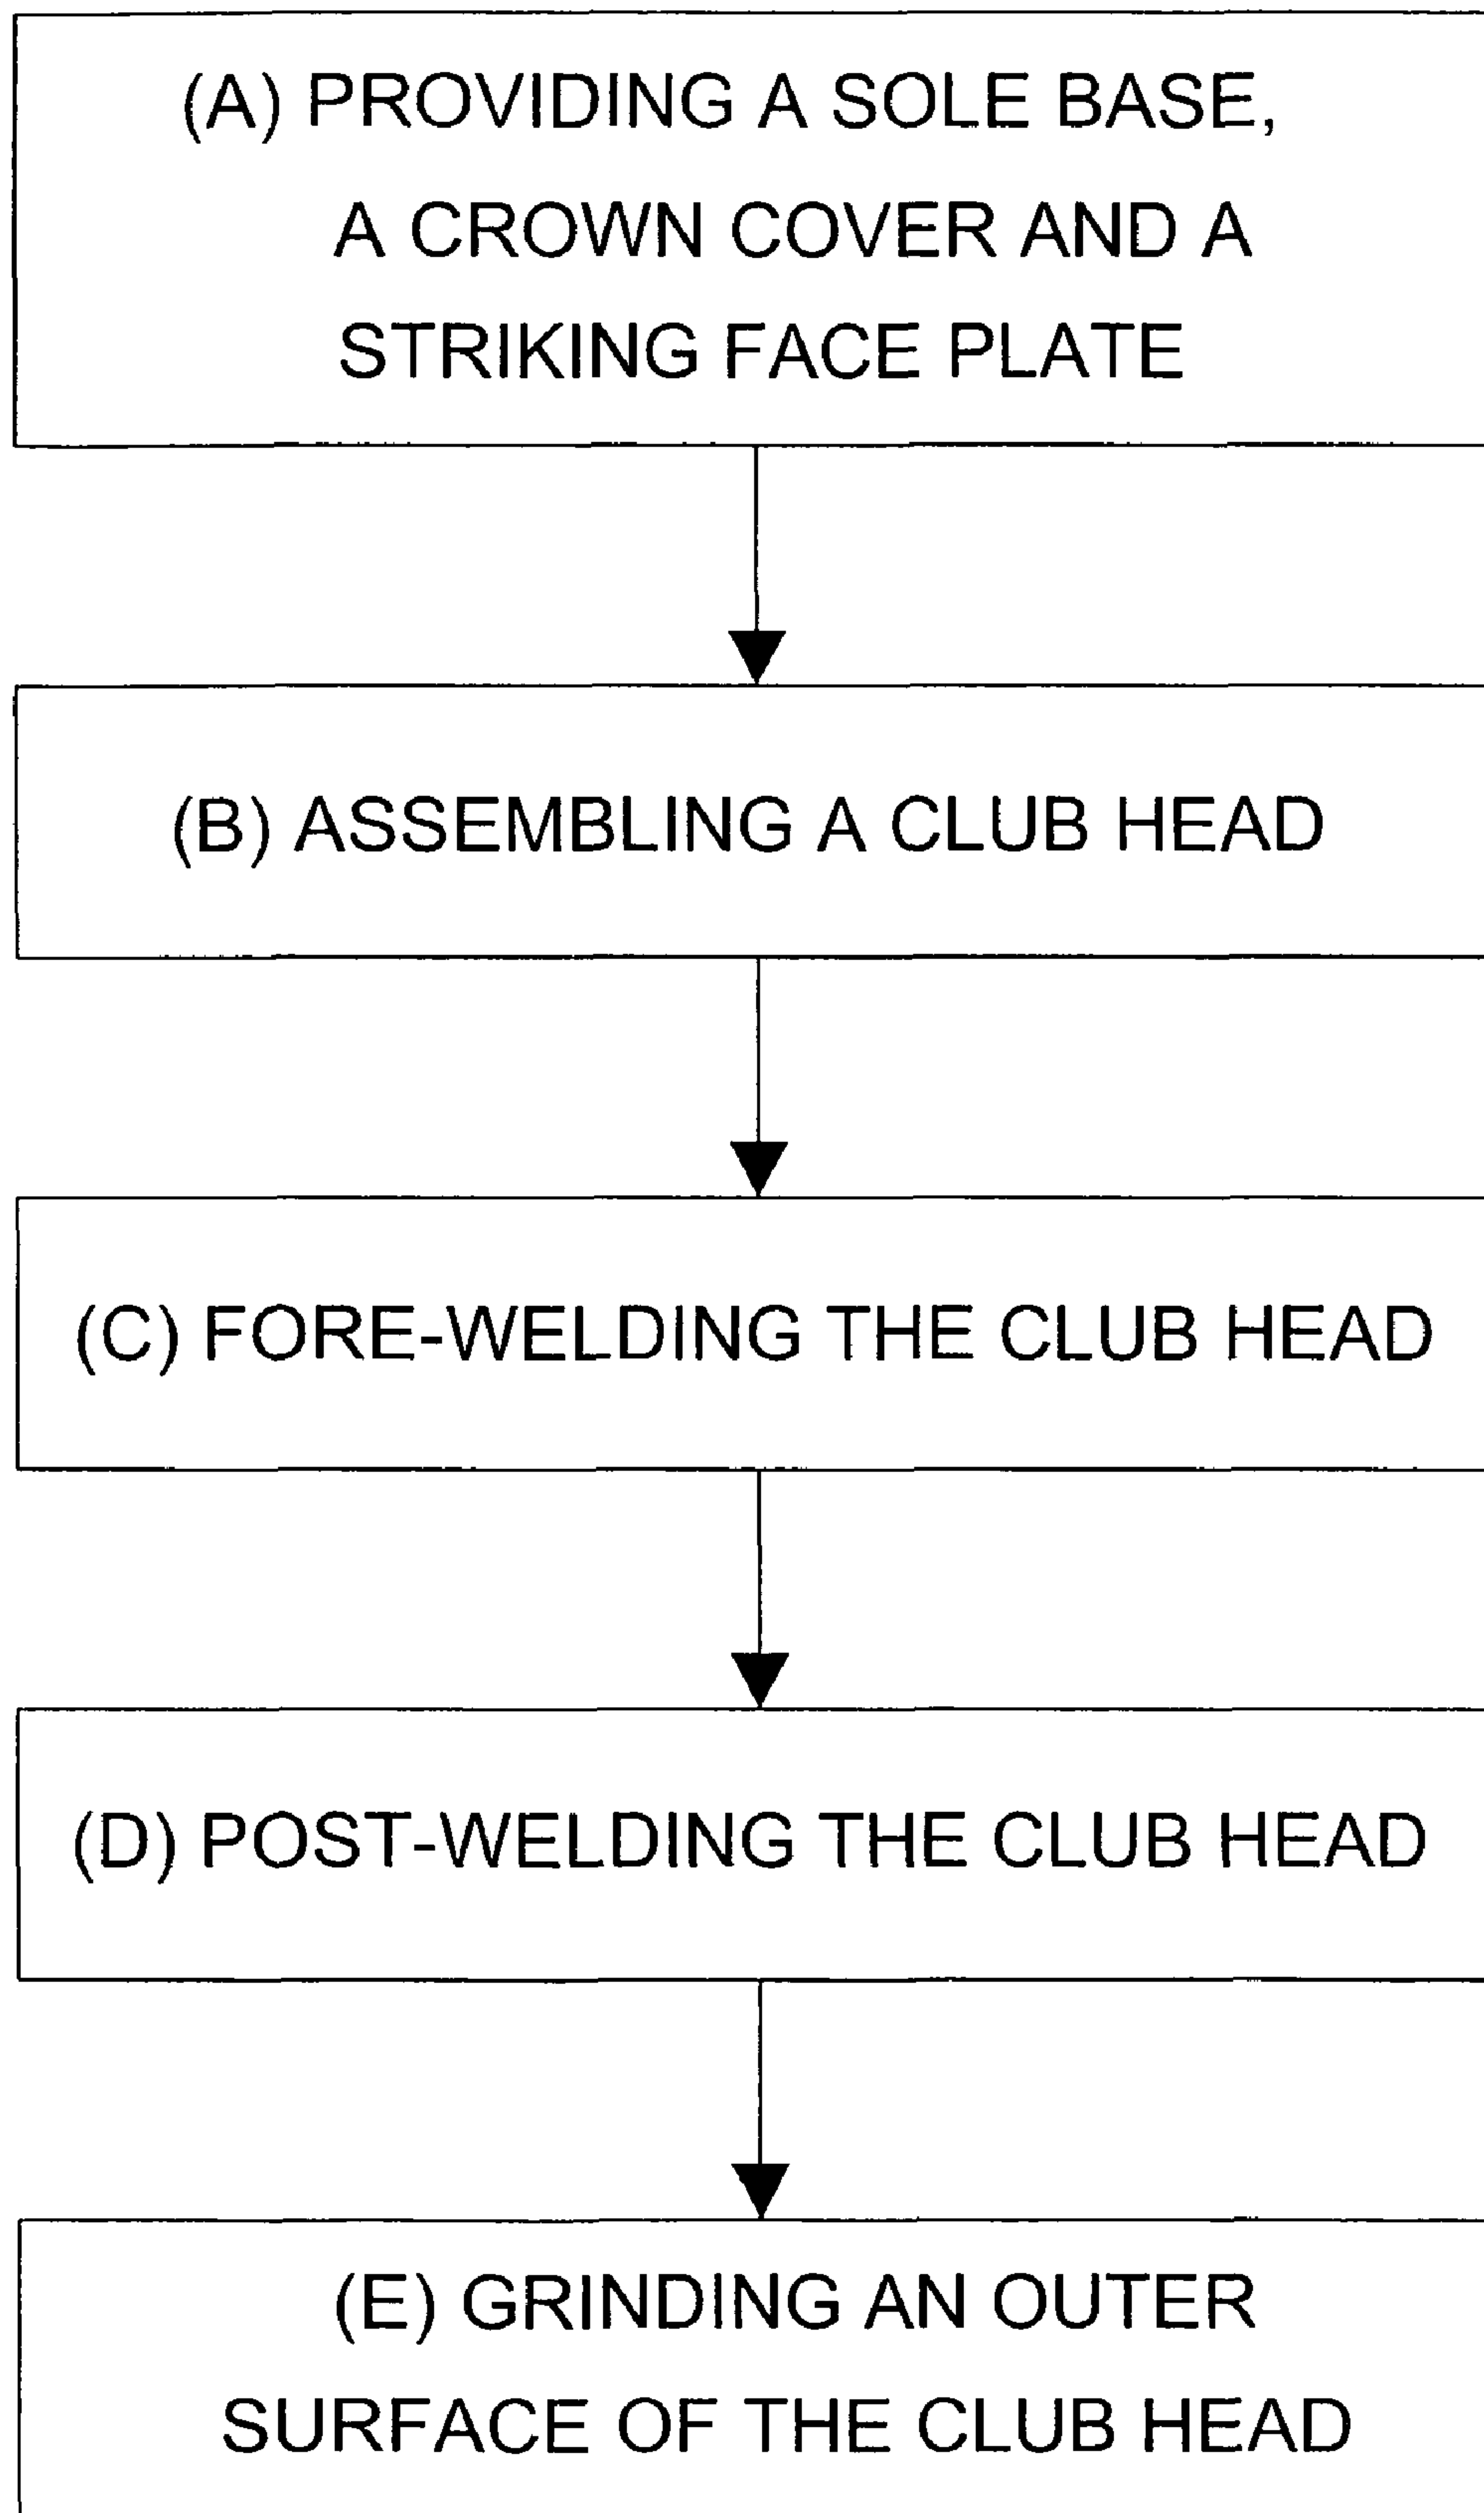 (A) PROVIDING A SOLE BASE,
A CROWN COVER AND A
STRIKING FACE PLATE
(B) ASSEMBLING A CLUB HEAD
(C) FORE-WELDING THE CLUB HEAD
(D) POST-WELDING THE CLUB HEAD
(E) GRINDING AN OUTER
SURFACE OF THE CLUB HEAD